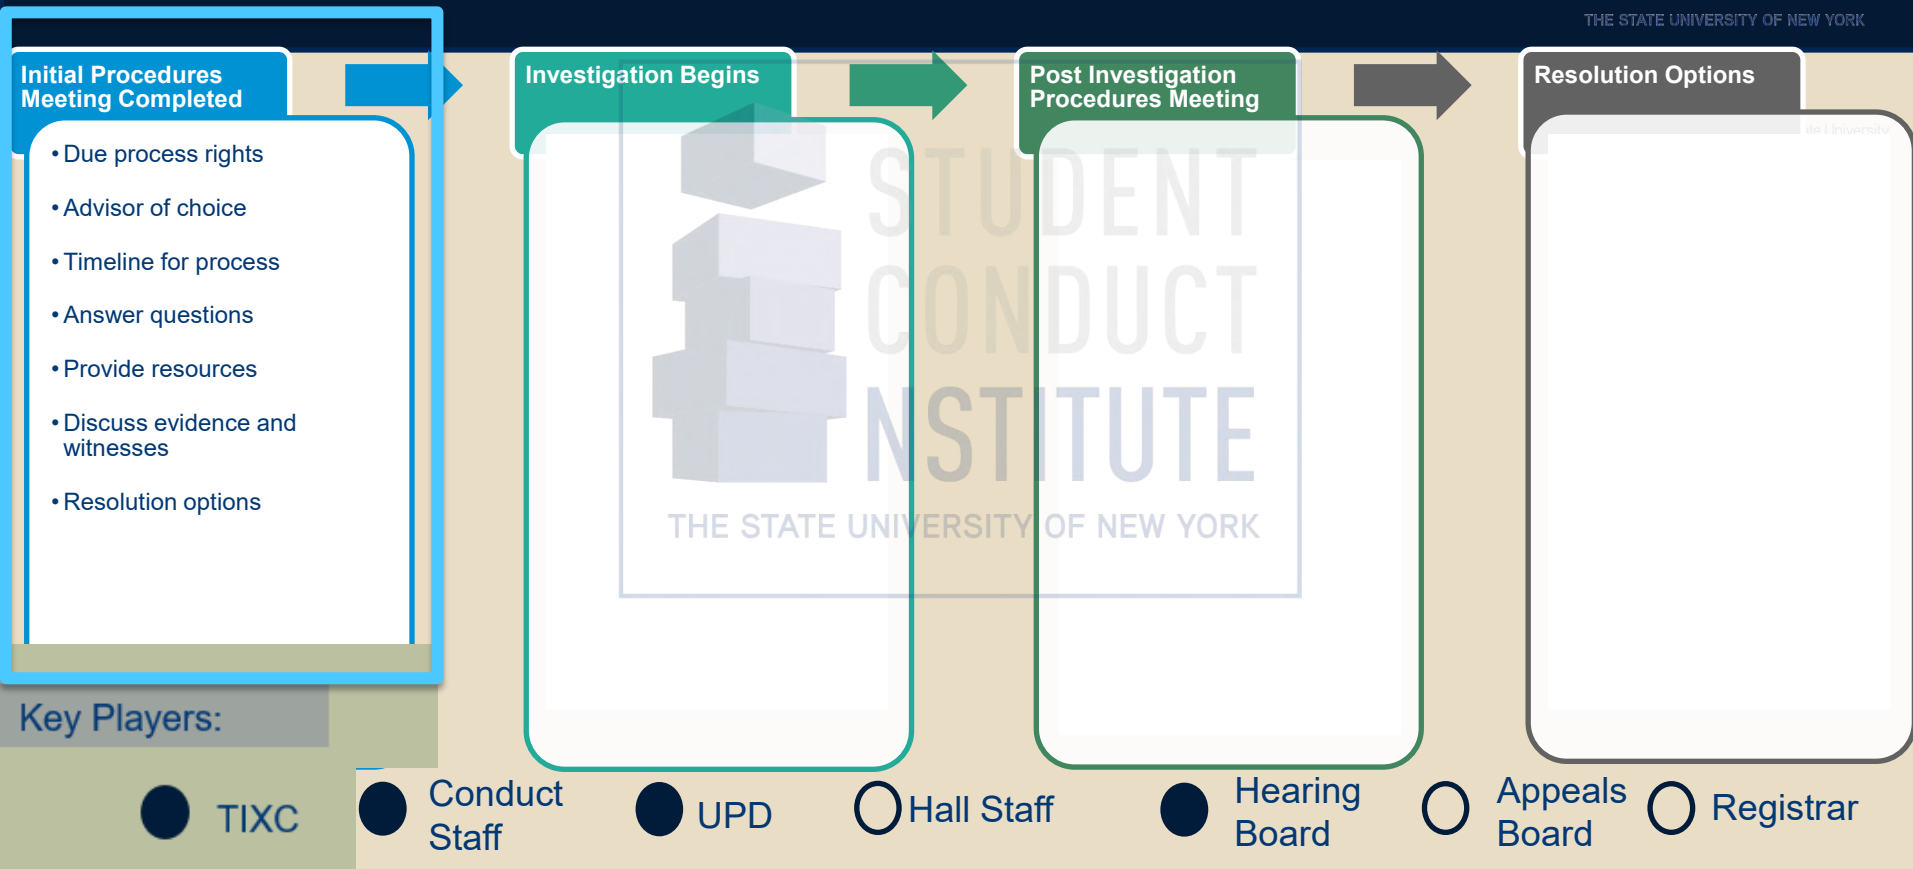 THE STATE UNIVERSITY OF NEW YORK
Initial Procedures
Meeting Completed
Investigation Begins
Post Investigation
Procedures Meeting
Resolution Options
• Due process rights
• Advisor of choice
• Timeline for process
• Answer questions
• Provide resources
• Discuss evidence and
witnesses
• Resolution options
ute University
STUDENT
CONDUCT
NSTITUTE
THE STATE UNIVERSITY OF NEW YORK
Key Players:
TIXC
Conduct
Staff
UPD
Hall Staff
Hearing
Board
Appeals
Board
Registrar